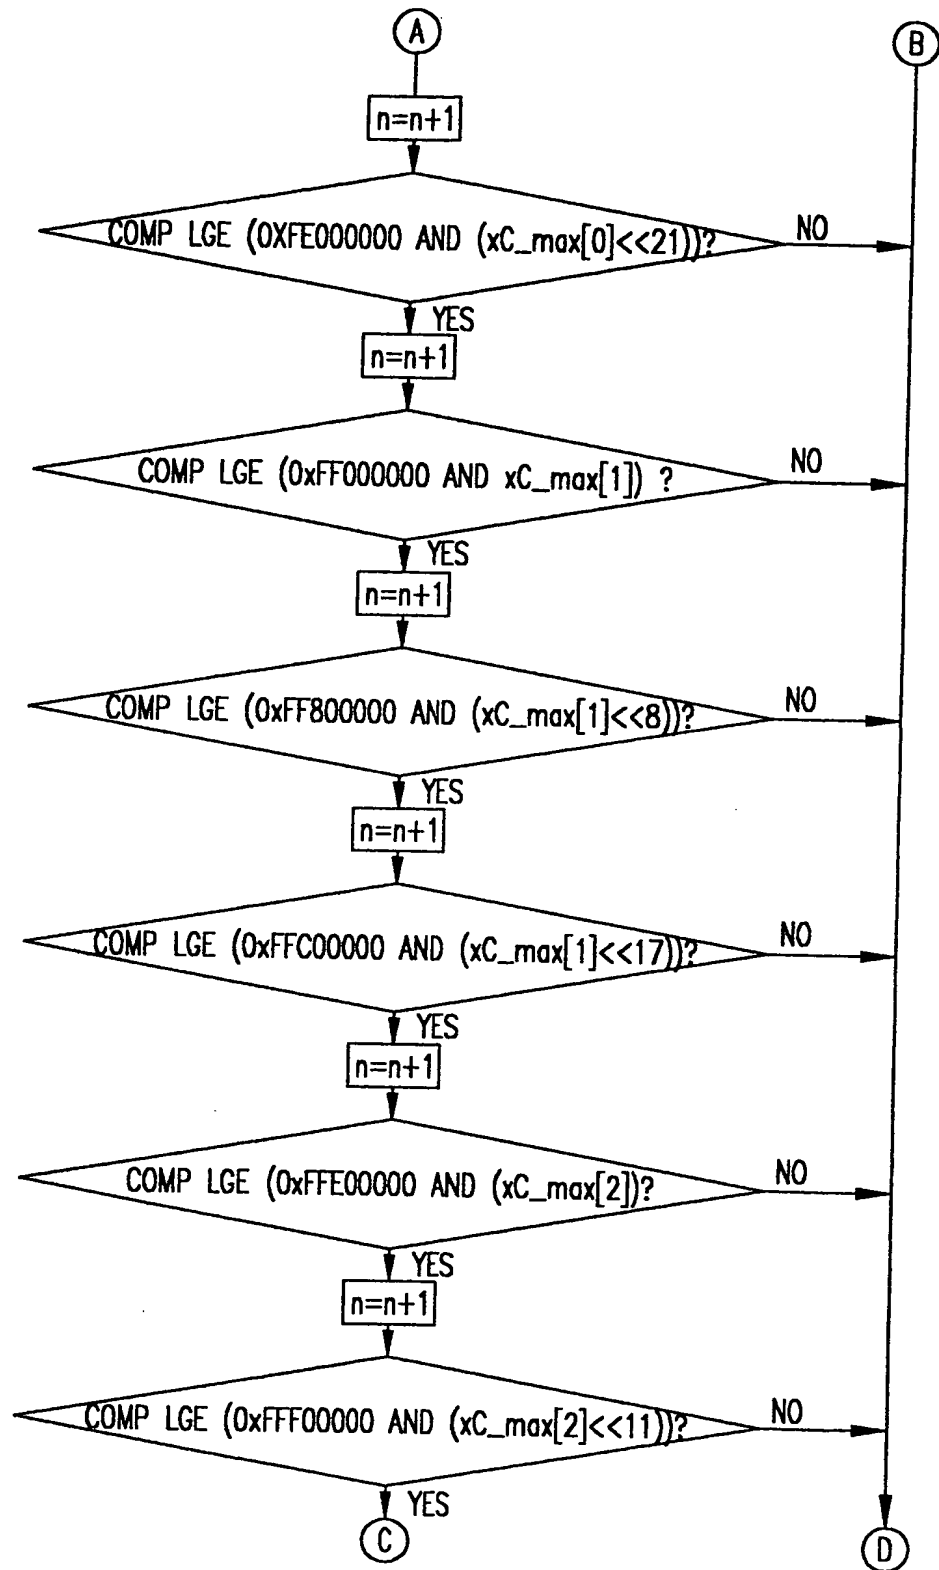 A
B
n=n+1
COMP LGE (0XFE000000 AND (xC_max[0]<<21))?
NO
YES
n=n+1
COMP LGE (0xFF000000 AND xC_max[1]) ?
NO
YES
n=n+1
COMP LGE (0xFF800000 AND (xC_max[1]<<8))?
NO
YES
n=n+1
COMP LGE (0xFFC00000 AND (xC_max[1]<<17))?
NO
YES
n=n+1
COMP LGE (0xFFE00000 AND (xC_max[2])?
NO
YES
n=n+1
COMP LGE (0xFFF00000 AND (xC_max[2]<<11))?
NO
YES
C
D